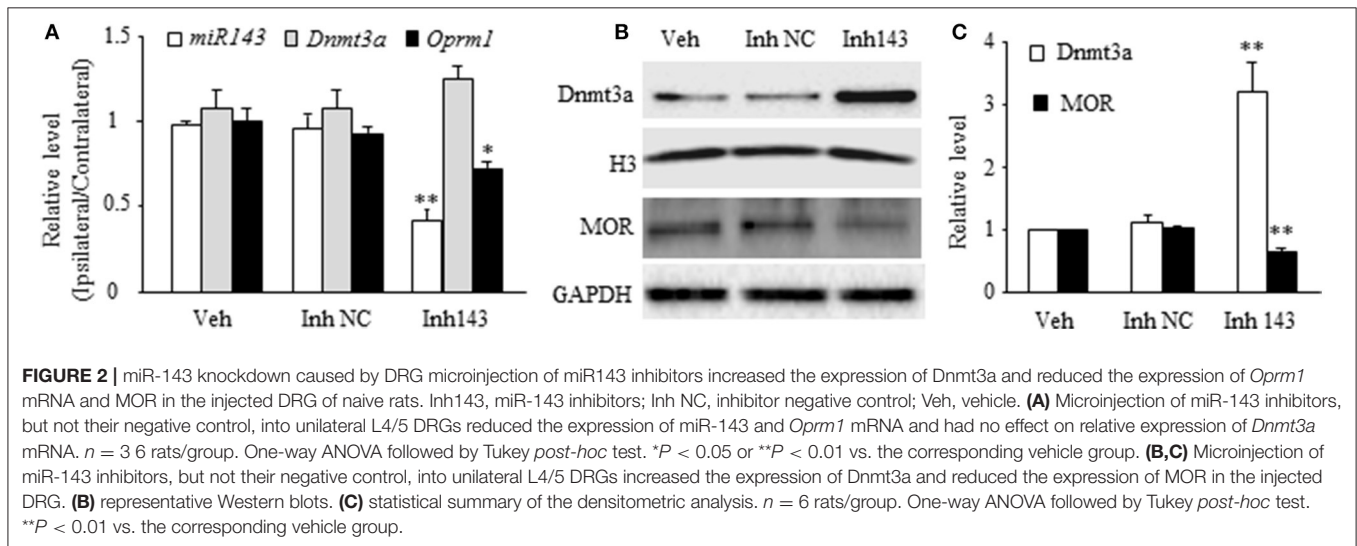 A
1.5
miR143 Dnmt3a Oprm1
1
0.5
0
Relative level
(Ipsilateral/Contralateral)
**
*
Veh Inh NC Inh143
B
Veh Inh NC Inh143
Dnmt3a
H3
MOR
GAPDH
C
4
3
2
1
0
Relative level
Dnmt3a
MOR
**
**
Veh Inh NC Inh 143
FIGURE 2 | miR-143 knockdown caused by DRG microinjection of miR143 inhibitors increased the expression of Dnmt3a and reduced the expression of Oprm1
mRNA and MOR in the injected DRG of naive rats. Inh143, miR-143 inhibitors; Inh NC, inhibitor negative control; Veh, vehicle. (A) Microinjection of miR-143 inhibitors,
but not their negative control, into unilateral L4/5 DRGs reduced the expression of miR-143 and Oprm1 mRNA and had no effect on relative expression of Dnmt3a
mRNA. n = 3 6 rats/group. One-way ANOVA followed by Tukey post-hoc test. *P < 0.05 or **P < 0.01 vs. the corresponding vehicle group. (B,C) Microinjection of
miR-143 inhibitors, but not their negative control, into unilateral L4/5 DRGs increased the expression of Dnmt3a and reduced the expression of MOR in the injected
DRG. (B) representative Western blots. (C) statistical summary of the densitometric analysis. n = 6 rats/group. One-way ANOVA followed by Tukey post-hoc test.
**P < 0.01 vs. the corresponding vehicle group.